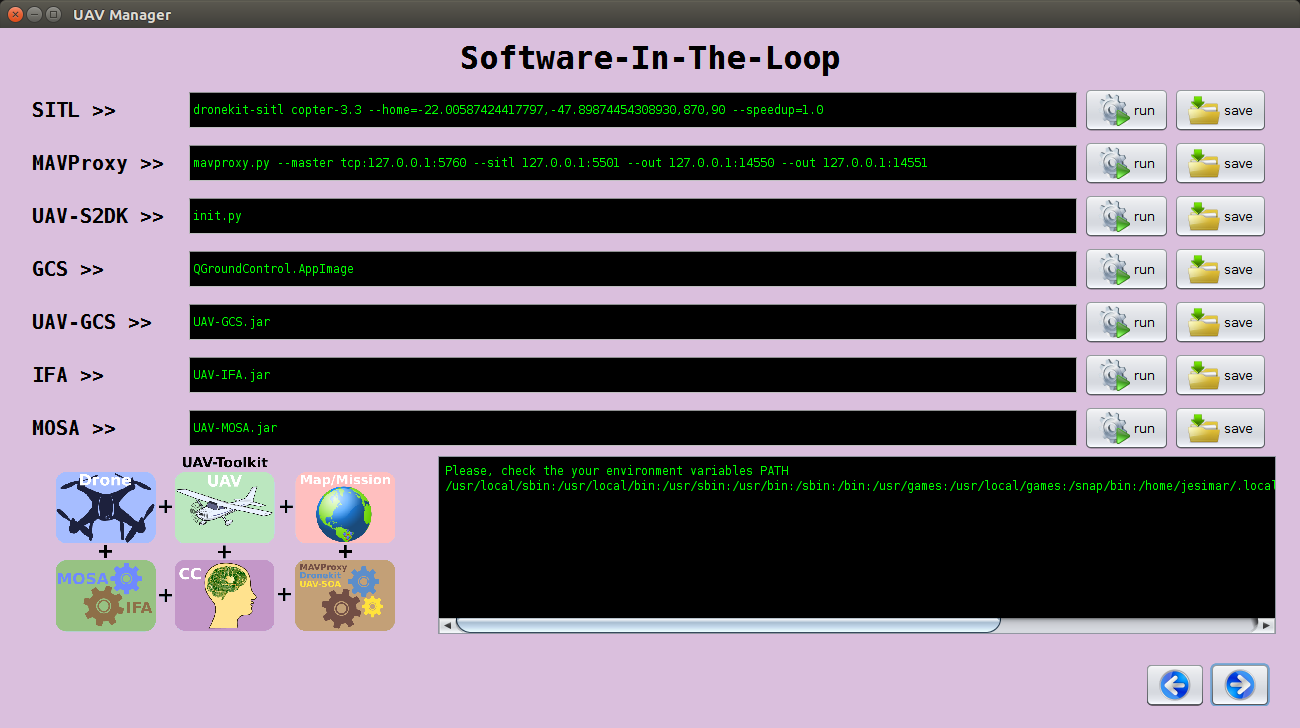 UAV Manager
Software-In-The-Loop
SITL >>
dronekit-sitl copter-3.3 --home=-22.00587424417797,-47.89874454308930,870,90 --speedup=1.0
run
save
MAVProxy >>
mavproxy.py --master tcp:127.0.0.1:5760 --sitl 127.0.0.1:5501 --out 127.0.0.1:14550 --out 127.0.0.1:14551
run
save
UAV-S2DK >>
init.py
run
save
GCS >>
QGroundControl.AppImage
run
save
UAV-GCS >>
UAV-GCS.jar
run
save
IFA >>
UAV-IFA.jar
run
save
MOSA >>
UAV-MOSA.jar
run
save
UAV-Toolkit
Drone
+
UAV
+
Map/Mission
+
+
+
MOSA
IFA
+
CC
+
MAVProxy
Dronekit
UAV-SOA
Please, check the your environment variables PATH
/usr/local/sbin:/usr/local/bin:/usr/sbin:/usr/bin:/sbin:/bin:/usr/games:/usr/local/games:/snap/bin:/home/jesimar/.local